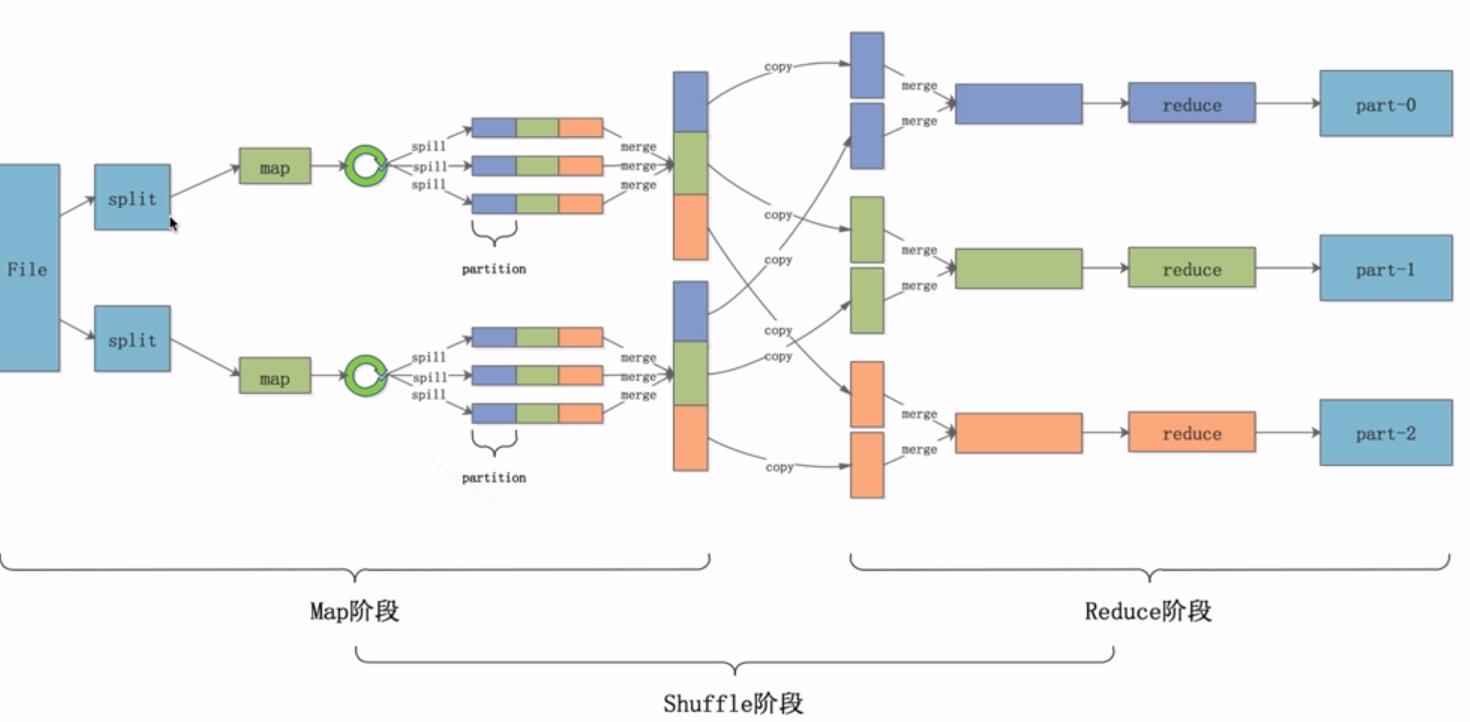 File
split
split
map
map
spill
spill
spill
partition
merge
merge
merge
spill
spill
spill
partition
merge
merge
merge
copy
copy
copy
copy
copy
copy
merge
merge
reduce
part-0
merge
merge
reduce
part-1
merge
merge
reduce
part-2
Map阶段
Reduce阶段
Shuffle阶段